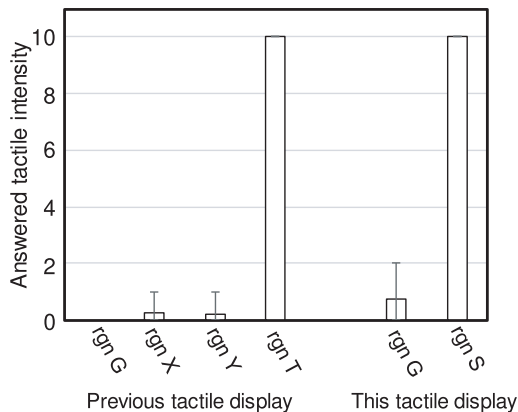 Answered tactile intensity
10
8
6
4
2
0
rgn G
rgn X
rgn Y
rgn T
rgn G
rgn S
Previous tactile display
This tactile display